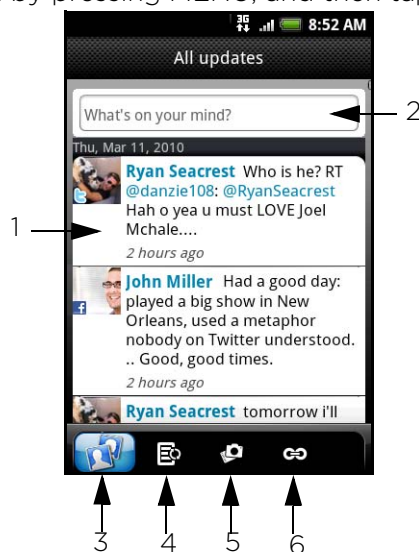 by pressing MENU, and then tap
3G 8:52 AM
All updates
What's on your mind?
2
Thu, Mar 11, 2010
Ryan Seacrest Who is he? RT
@danzie108: @RyanSeacrest
Hah o yea u must LOVE Joel
Mchale....
2 hours ago
1
John Miller Had a good day:
played a big show in New
Orleans, used a metaphor
nobody on Twitter understood.
.. Good, good times.
2 hours ago
Ryan Seacrest tomorrow i'll
3 4 5 6